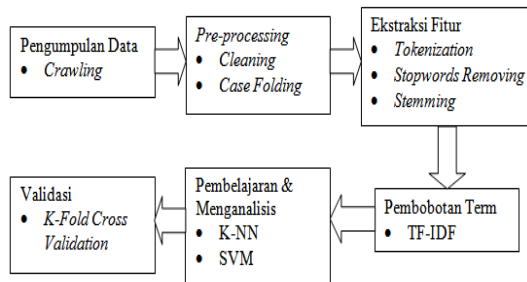 Pengumpulan Data
• Crawling
Pre-processing
• Cleaning
• Case Folding
Ekstraksi Fitur
• Tokenization
• Stopwords Removing
• Stemming
Pembobotan Term
• TF-IDF
Pembelajaran &
Menganalisis
• K-NN
• SVM
Validasi
• K-Fold Cross
Validation